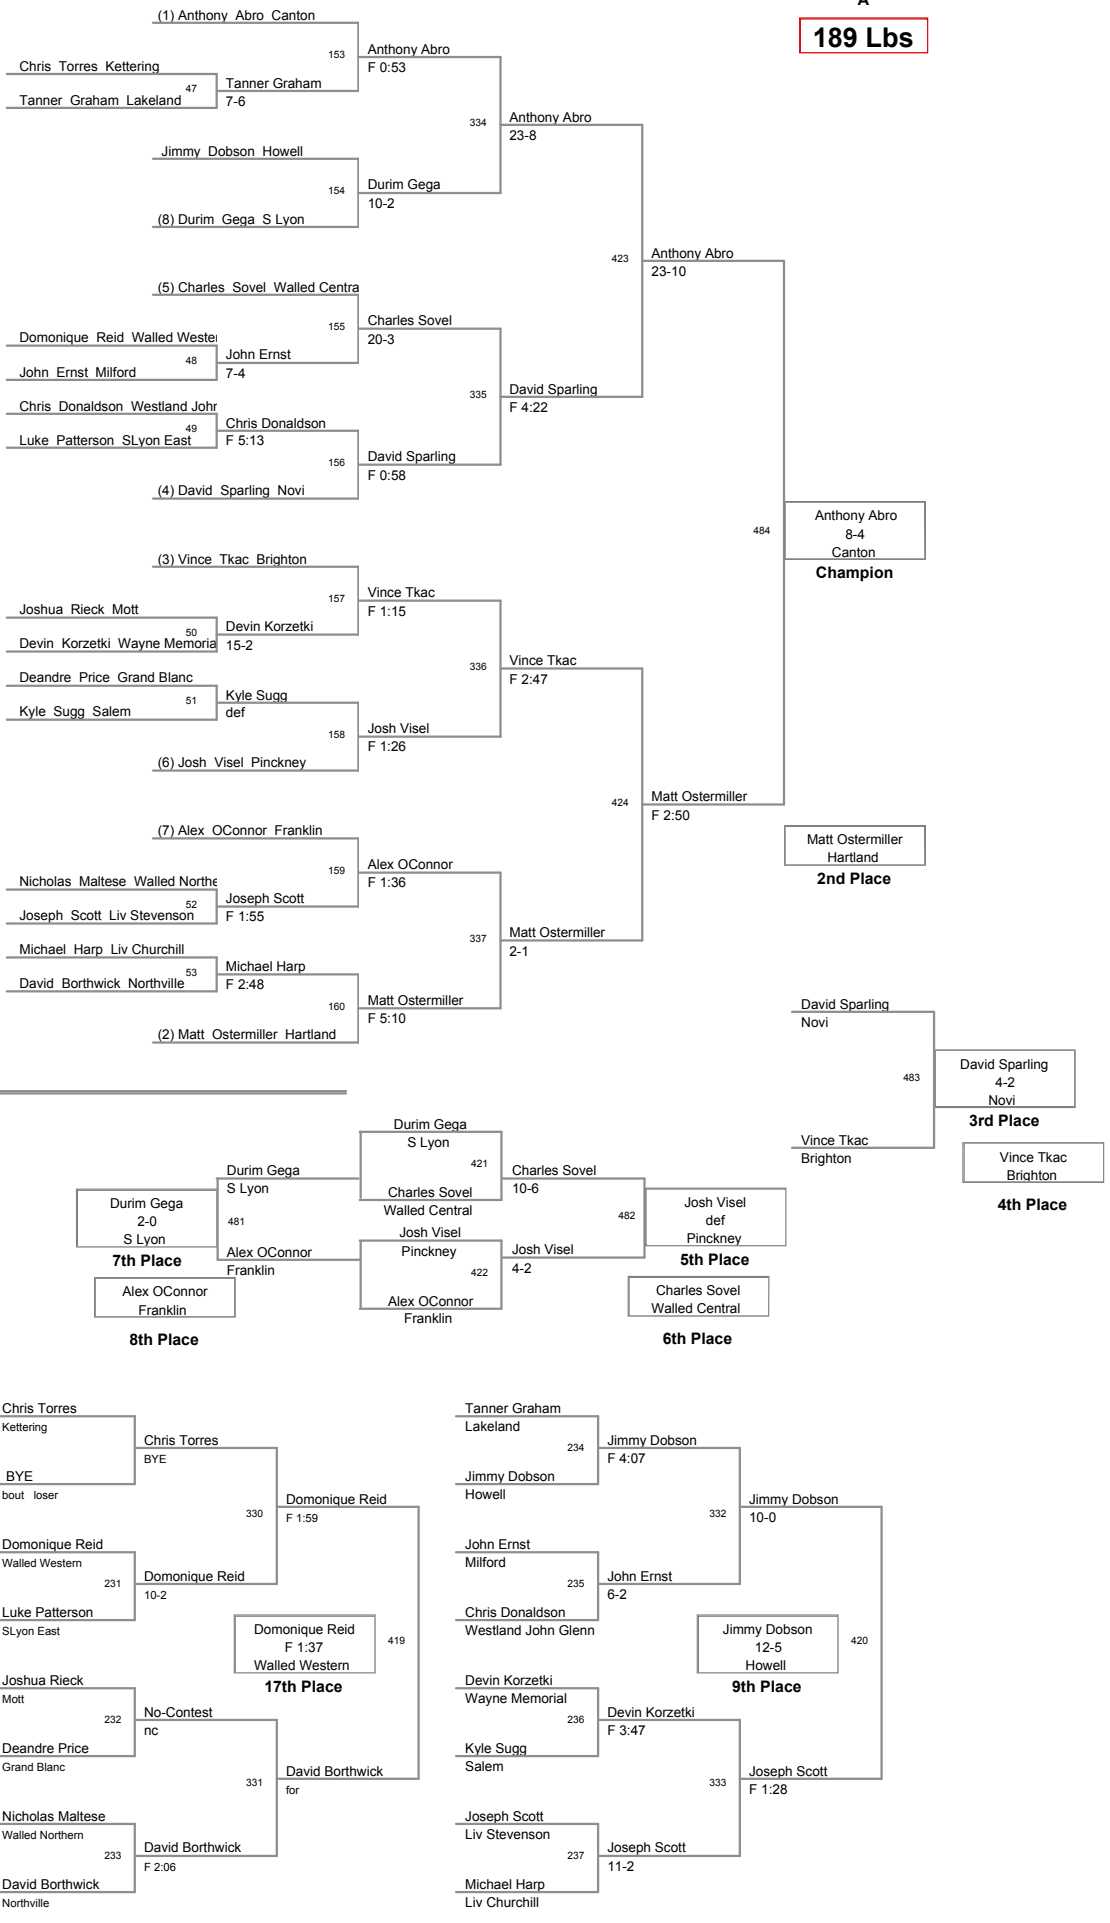 A
189 Lbs
(1) Anthony Abro Canton
153
Anthony Abro
F 0:53
Chris Torres Kettering
47
Tanner Graham
7-6
Tanner Graham Lakeland
334
Anthony Abro
23-8
Jimmy Dobson Howell
154
Durim Gega
10-2
(8) Durim Gega S Lyon
423
Anthony Abro
23-10
(5) Charles Sovel Walled Centra
155
Charles Sovel
20-3
Domonique Reid Walled Wester
48
John Ernst
7-4
John Ernst Milford
335
David Sparling
F 4:22
Chris Donaldson Westland John
49
Chris Donaldson
F 5:13
Luke Patterson SLyon East
156
David Sparling
F 0:58
(4) David Sparling Novi
484
Anthony Abro
8-4
Canton
Champion
(3) Vince Tkac Brighton
157
Vince Tkac
F 1:15
Joshua Rieck Mott
50
Devin Korzetki
15-2
Devin Korzetki Wayne Memoria
336
Vince Tkac
F 2:47
Deandre Price Grand Blanc
51
Kyle Sugg
def
Kyle Sugg Salem
158
Josh Visel
F 1:26
(6) Josh Visel Pinckney
424
Matt Ostermiller
F 2:50
(7) Alex OConnor Franklin
159
Alex OConnor
F 1:36
Nicholas Maltese Walled Northe
52
Joseph Scott
F 1:55
Joseph Scott Liv Stevenson
337
Matt Ostermiller
2-1
Michael Harp Liv Churchill
53
Michael Harp
F 2:48
David Borthwick Northville
160
Matt Ostermiller
F 5:10
(2) Matt Ostermiller Hartland
Matt Ostermiller
Hartland
2nd Place
David Sparling
Novi
483
David Sparling
4-2
Novi
3rd Place
Vince Tkac
Brighton
Vince Tkac
Brighton
4th Place
Durim Gega
S Lyon
421
Charles Sovel
10-6
Charles Sovel
Walled Central
Durim Gega
S Lyon
481
Durim Gega
2-0
S Lyon
7th Place
Alex OConnor
Franklin
Alex OConnor
Franklin
8th Place
Josh Visel
Pinckney
422
Josh Visel
4-2
Alex OConnor
Franklin
482
Josh Visel
def
Pinckney
5th Place
Charles Sovel
Walled Central
6th Place
Chris Torres
Kettering
Chris Torres
BYE
BYE
bout loser
330
Domonique Reid
F 1:59
Domonique Reid
Walled Western
231
Domonique Reid
10-2
Luke Patterson
SLyon East
Domonique Reid
F 1:37
Walled Western
17th Place
419
Joshua Rieck
Mott
232
No-Contest
nc
Deandre Price
Grand Blanc
331
David Borthwick
for
Nicholas Maltese
Walled Northern
233
David Borthwick
F 2:06
David Borthwick
Northville
Tanner Graham
Lakeland
234
Jimmy Dobson
F 4:07
Jimmy Dobson
Howell
332
Jimmy Dobson
10-0
John Ernst
Milford
235
John Ernst
6-2
Chris Donaldson
Westland John Glenn
Jimmy Dobson
12-5
Howell
9th Place
420
Devin Korzetki
Wayne Memorial
236
Devin Korzetki
F 3:47
Kyle Sugg
Salem
333
Joseph Scott
F 1:28
Joseph Scott
Liv Stevenson
237
Joseph Scott
11-2
Michael Harp
Liv Churchill